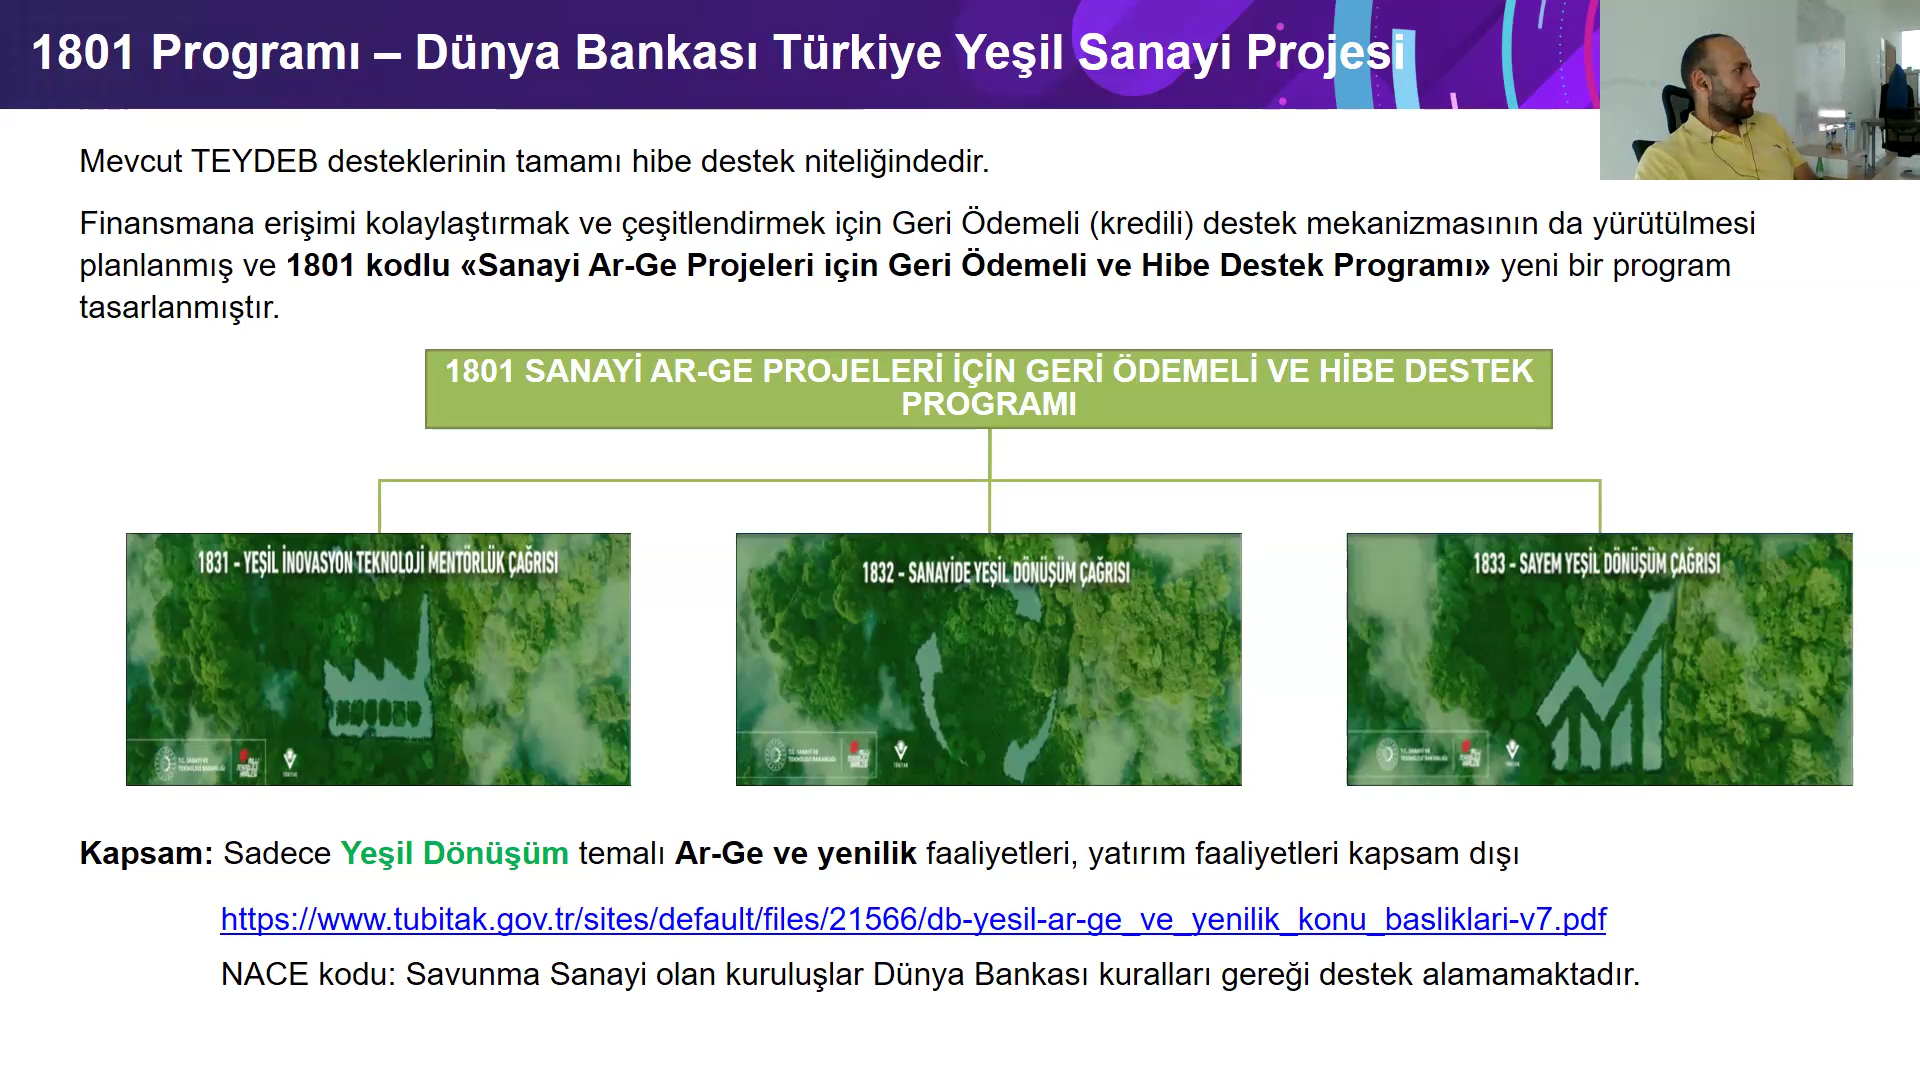 1801 Programı – Dünya Bankası Türkiye Yeşil Sanayi Projesi
Mevcut TEYDEB desteklerinin tamamı hibe destek niteliğindedir.
Finansmana erişimi kolaylaştırmak ve çeşitlendirmek için Geri Ödemeli (kredili) destek mekanizmasının da yürütülmesi
planlanmış ve 1801 kodlu «Sanayi Ar-Ge Projeleri için Geri Ödemeli ve Hibe Destek Programı» yeni bir program
tasarlanmıştır.
1801 SANAYİ AR-GE PROJELERİ İÇİN GERİ ÖDEMELİ VE HİBE DESTEK
PROGRAMI
1831 - YEŞİL İNOVASYON TEKNOLOJİ MENTÖRLÜK ÇAĞRISI
1832 - SANAYİDE YEŞİL DÖNÜŞÜM ÇAĞRISI
1833 - SAYEM YEŞİL DÖNÜŞÜM ÇAĞRISI
Kapsam: Sadece Yeşil Dönüşüm temalı Ar-Ge ve yenilik faaliyetleri, yatırım faaliyetleri kapsam dışı
https://www.tubitak.gov.tr/sites/default/files/21566/db-yesil-ar-ge_ve_yenilik_konu_basliklari-v7.pdf
NACE kodu: Savunma Sanayi olan kuruluşlar Dünya Bankası kuralları gereği destek alamamaktadır.